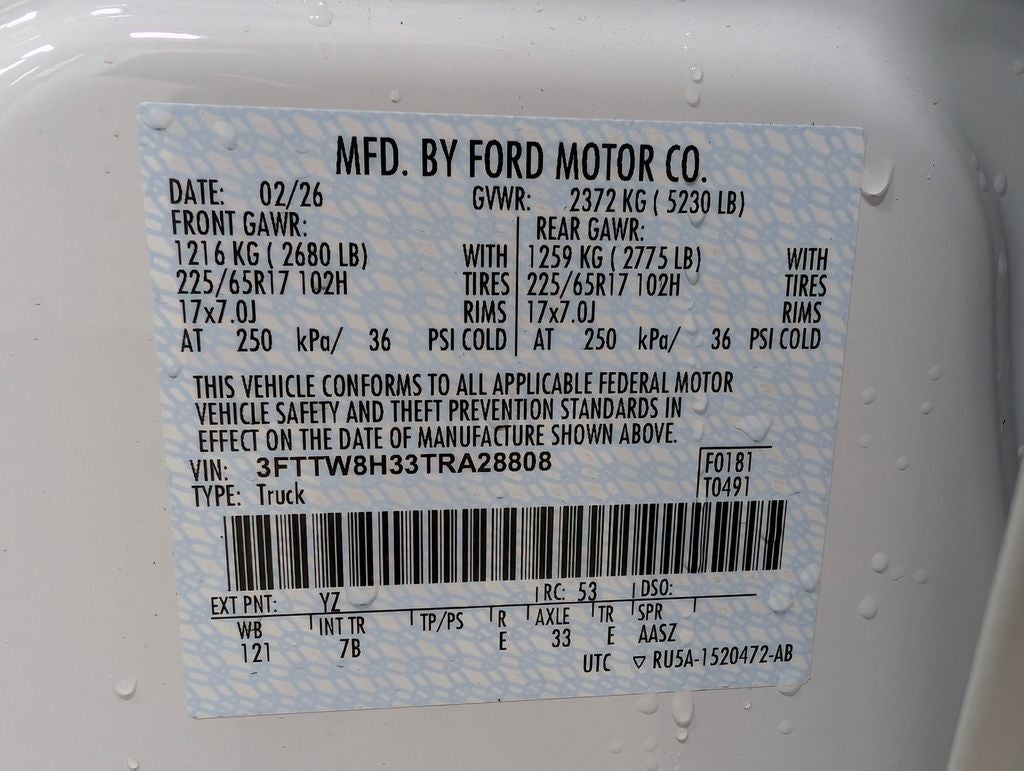 MFD. BY FORD MOTOR CO.
DATE: 02/26 GVWR: 2372 KG ( 5230 LB)
FRONT GAWR: REAR GAWR:
1216 KG ( 2680 LB) WITH 1259 KG ( 2775 LB) WITH
225/65R17 102H TIRES 225/65R17 102H TIRES
17x7.0J RIMS 17x7.0J RIMS
AT 250 kPa/ 36 PSI COLD AT 250 kPa/ 36 PSI COLD
THIS VEHICLE CONFORMS TO ALL APPLICABLE FEDERAL MOTOR
VEHICLE SAFETY AND THEFT PREVENTION STANDARDS IN
EFFECT ON THE DATE OF MANUFACTURE SHOWN ABOVE.
VIN: 3FTTW8H33TRA28808 F0181
TYPE: Truck T0491
EXT PNT: YZ RC: 53 DSO:
WB INT TR TP/PS R AXLE TR SPR
121 7B E 33 E AASZ
UTC ▽ RU5A-1520472-AB